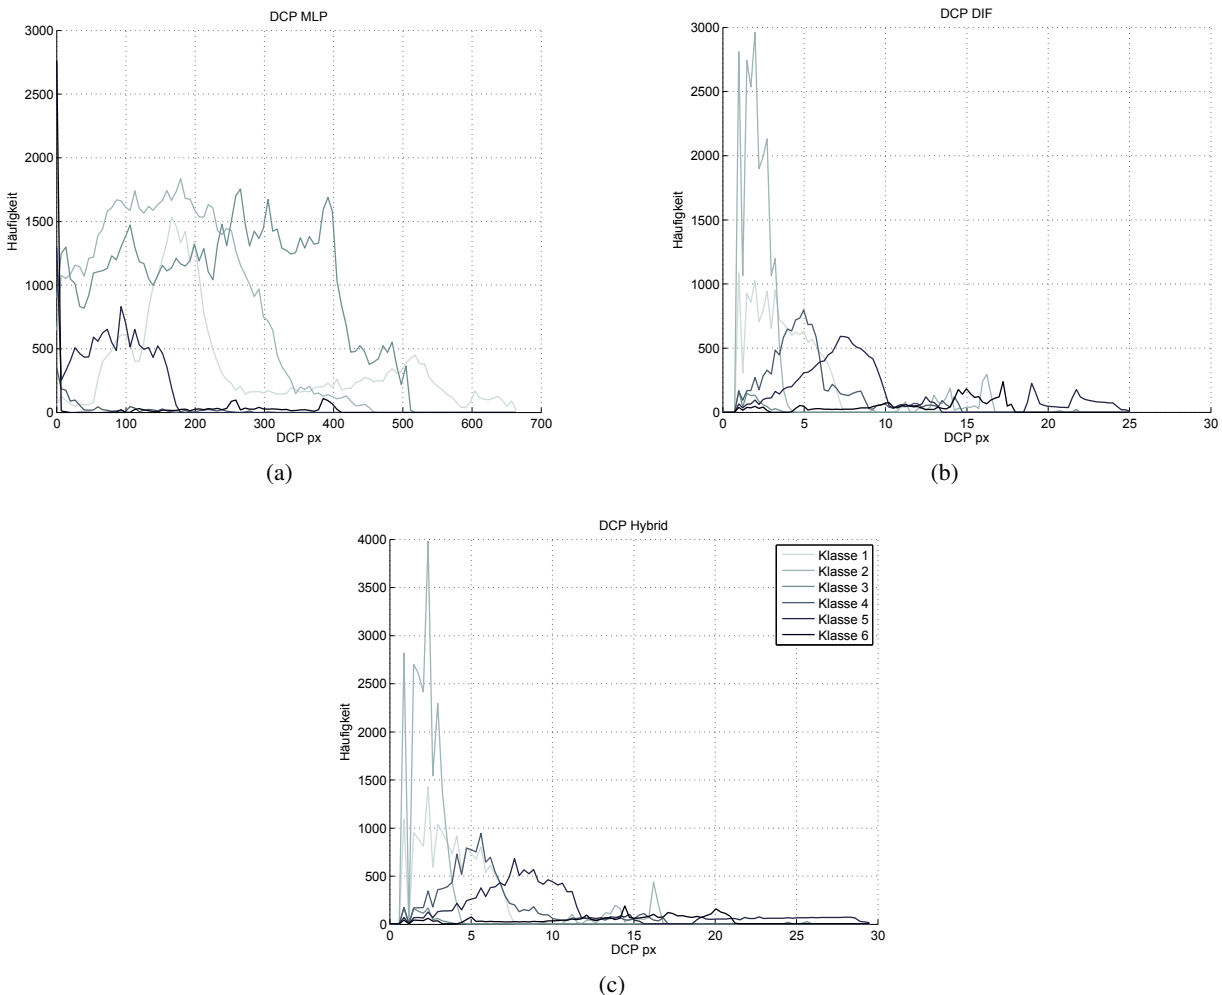 DCP MLP
3000
2500
2000
1500
1000
500
0
Häufigkeit
0 100 200 300 400 500 600 700
DCP px
(a)
DCP DIF
3000
2500
2000
1500
1000
500
0
Häufigkeit
0 5 10 15 20 25 30
DCP px
(b)
DCP Hybrid
4000
3500
3000
2500
2000
1500
1000
500
0
Häufigkeit
Klasse 1
Klasse 2
Klasse 3
Klasse 4
Klasse 5
Klasse 6
0 5 10 15 20 25 30
DCP px
(c)